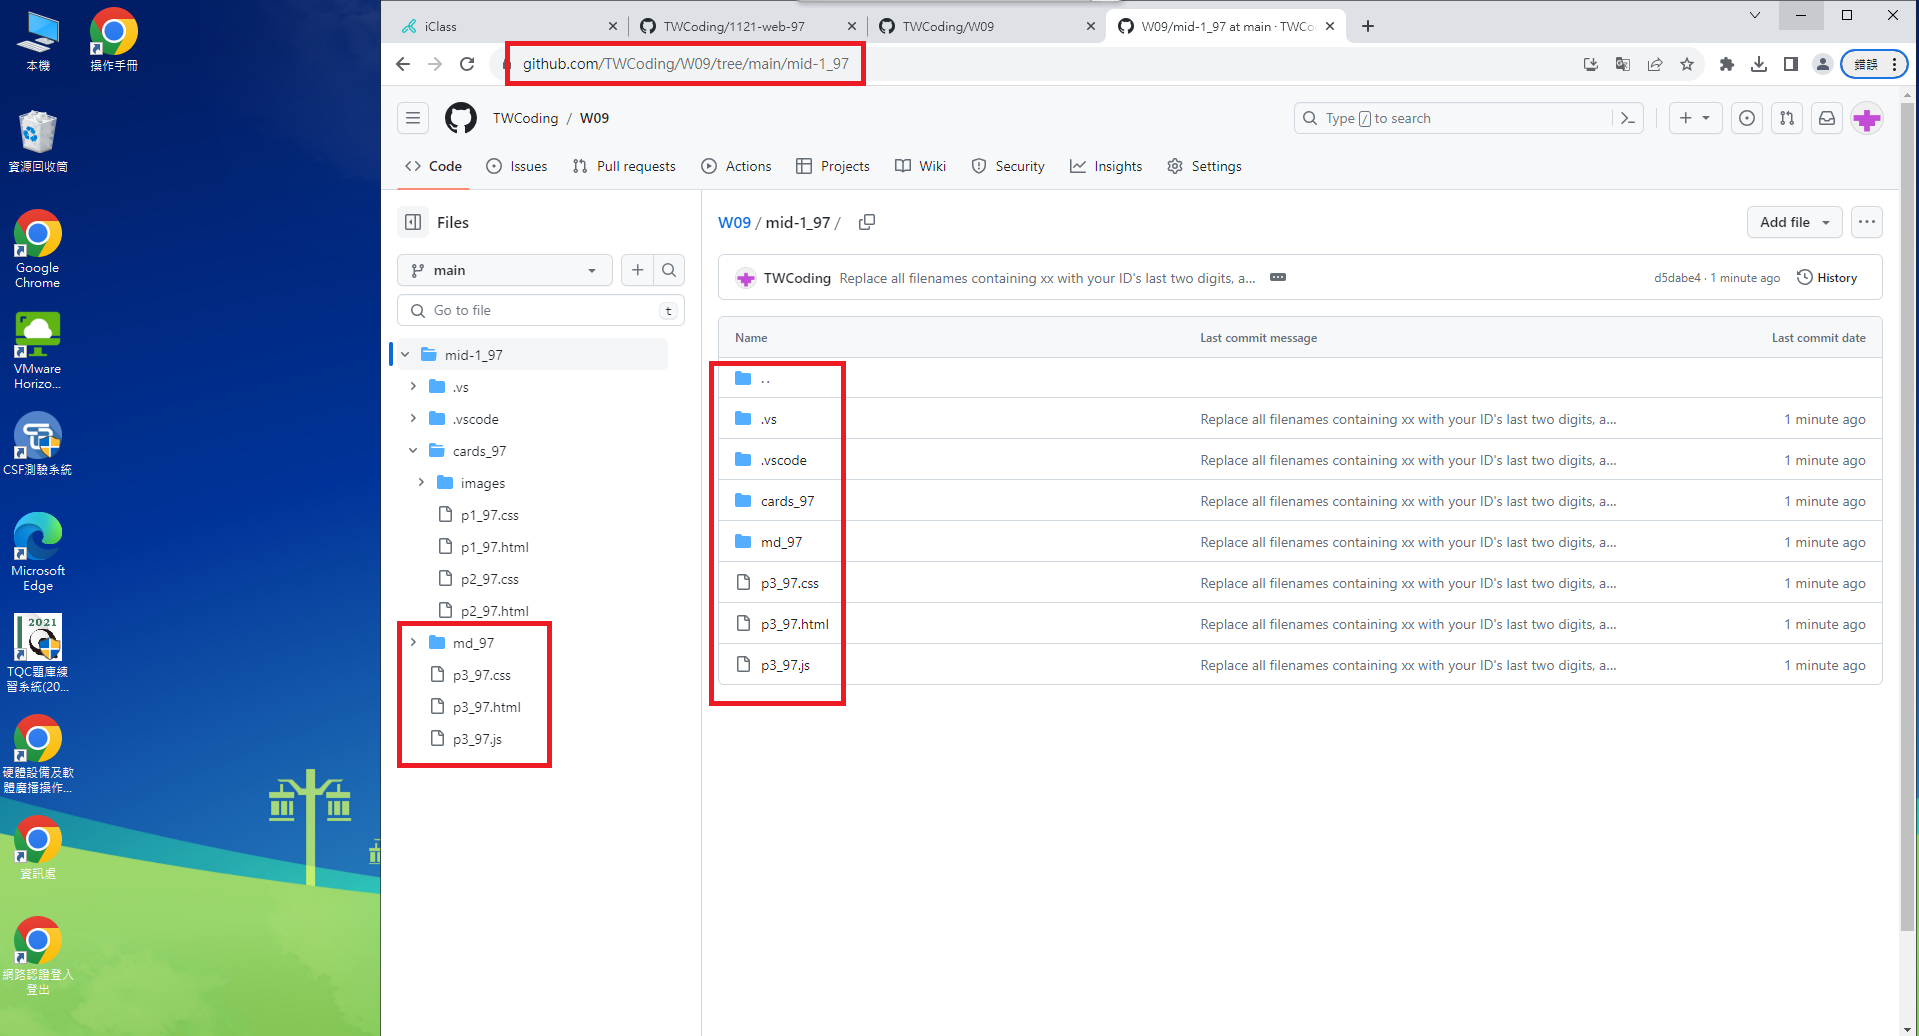 本機
操作手冊
資源回收筒
Google
Chrome
VMware
Horizo...
CSF測驗系統
Microsoft
Edge
2021
TQC題庫練
習系統(20...
硬體設備及軟
體廣播操作...
資訊處
網路認證登入
登出
iClass
TWCoding/1121-web-97
TWCoding/W09
W09/mid-1_97 at main · TWCo
github.com/TWCoding/W09/tree/main/mid-1_97
錯誤
TWCoding / W09
Type / to search
Code
Issues
Pull requests
Actions
Projects
Wiki
Security
Insights
Settings
Files
main
Go to file
t
mid-1_97
.vs
.vscode
cards_97
images
p1_97.css
p1_97.html
p2_97.css
p2_97.html
md_97
p3_97.css
p3_97.html
p3_97.js
W09 / mid-1_97 /
Add file
TWCoding Replace all filenames containing xx with your ID's last two digits, a...
d5dabe4 · 1 minute ago
History
Name Last commit message Last commit date
..
.vs Replace all filenames containing xx with your ID's last two digits, a... 1 minute ago
.vscode Replace all filenames containing xx with your ID's last two digits, a... 1 minute ago
cards_97 Replace all filenames containing xx with your ID's last two digits, a... 1 minute ago
md_97 Replace all filenames containing xx with your ID's last two digits, a... 1 minute ago
p3_97.css Replace all filenames containing xx with your ID's last two digits, a... 1 minute ago
p3_97.html Replace all filenames containing xx with your ID's last two digits, a... 1 minute ago
p3_97.js Replace all filenames containing xx with your ID's last two digits, a... 1 minute ago